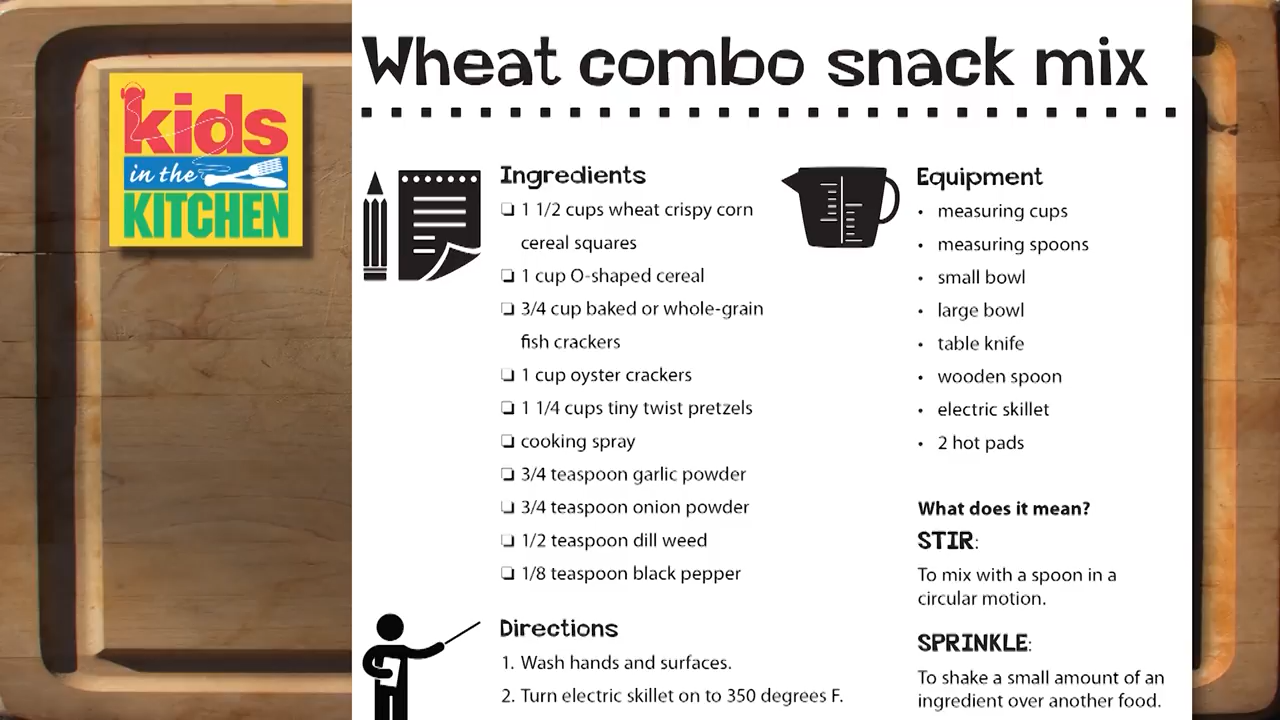 kids
in the
KITCHEN
Wheat combo snack mix
Ingredients
1 1/2 cups wheat crispy corn
cereal squares
1 cup O-shaped cereal
3/4 cup baked or whole-grain
fish crackers
1 cup oyster crackers
1 1/4 cups tiny twist pretzels
cooking spray
3/4 teaspoon garlic powder
3/4 teaspoon onion powder
1/2 teaspoon dill weed
1/8 teaspoon black pepper
Directions
1. Wash hands and surfaces.
2. Turn electric skillet on to 350 degrees F.
Equipment
• measuring cups
• measuring spoons
• small bowl
• large bowl
• table knife
• wooden spoon
• electric skillet
• 2 hot pads
What does it mean?
STIR:
To mix with a spoon in a
circular motion.
SPRINKLE:
To shake a small amount of an
ingredient over another food.